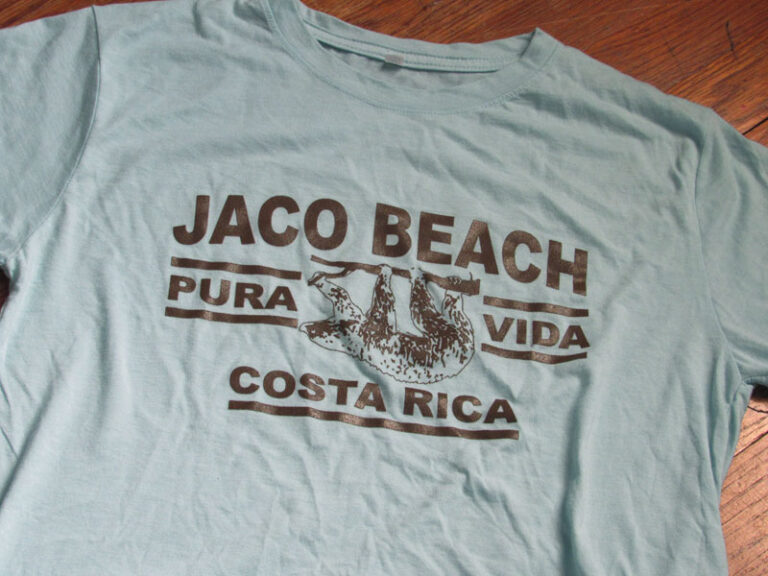 JACO BEACH
PURA VIDA
COSTA RICA